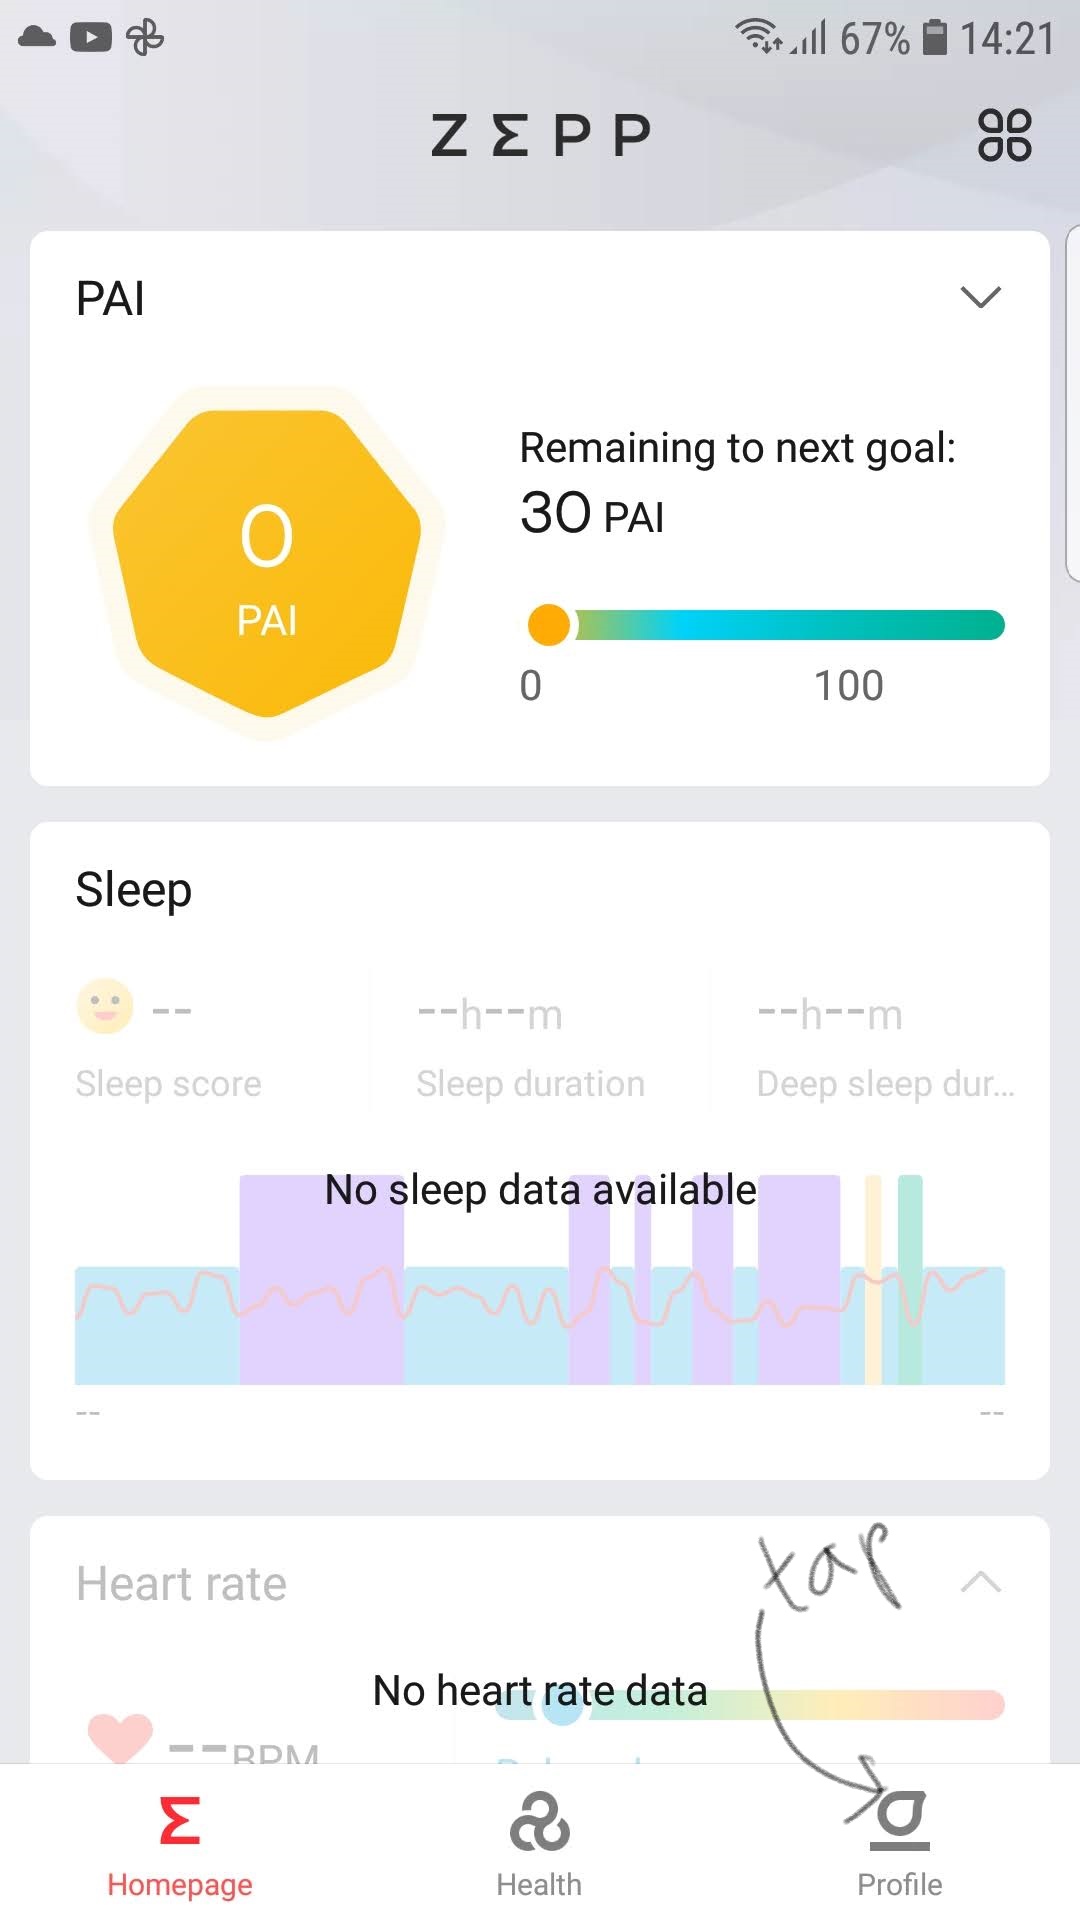 67% 14:21
ZΣPP
PAI
0
PAI
Remaining to next goal:
30 PAI
0 100
Sleep
-- --h--m --h--m
Sleep score Sleep duration Deep sleep dur...
No sleep data available
-- --
Heart rate
tap
No heart rate data
--BPM
Homepage Health Profile